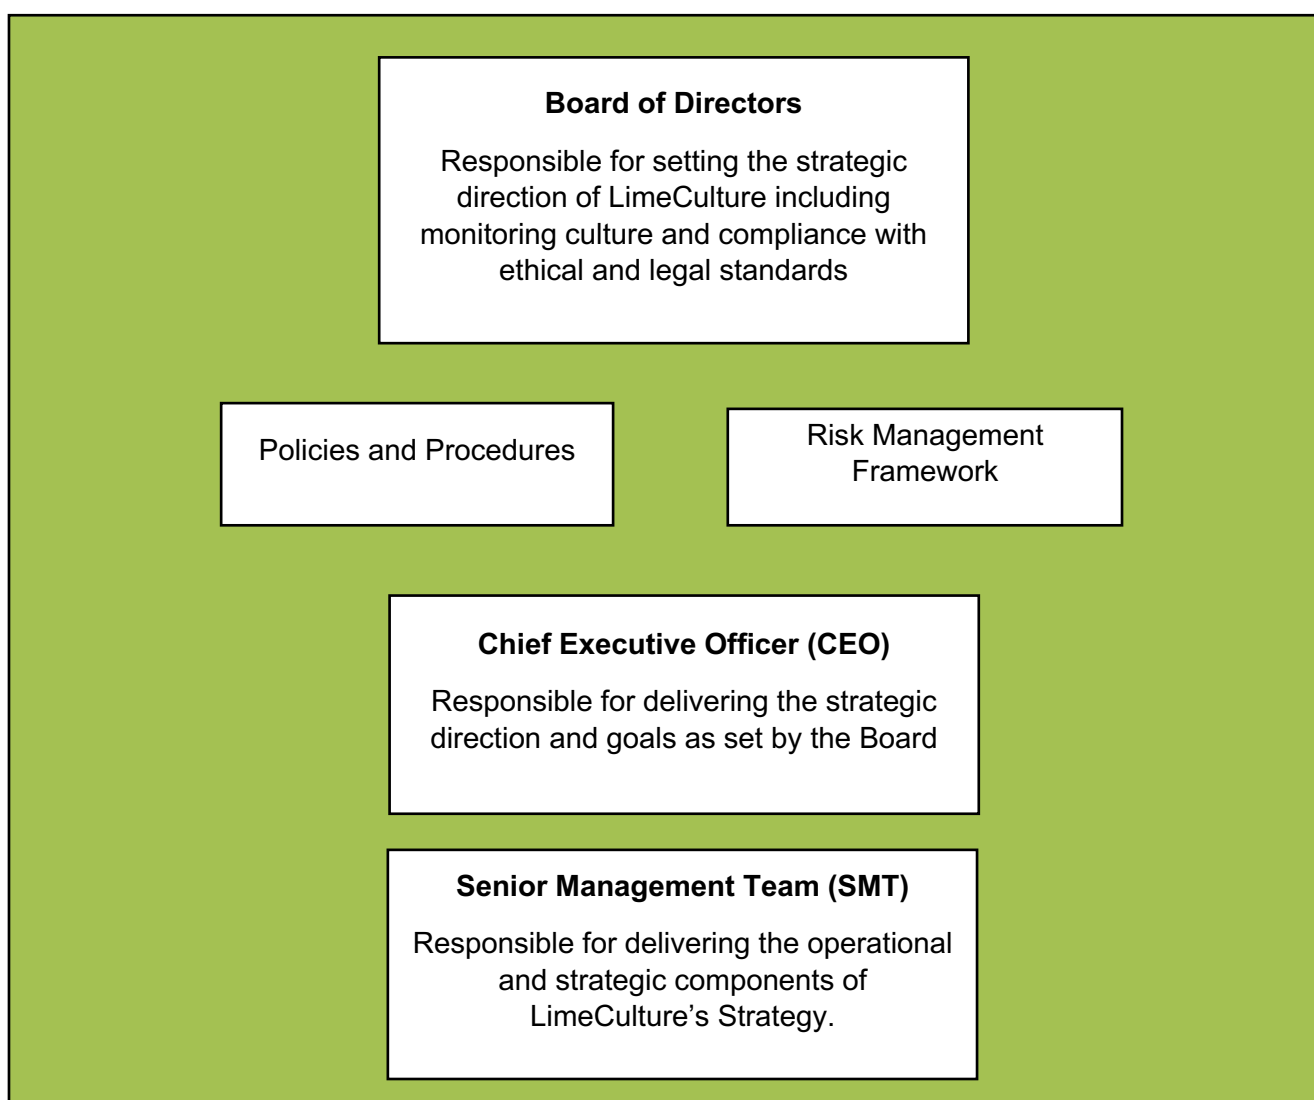 Board of Directors
Responsible for setting the strategic
direction of LimeCulture including
monitoring culture and compliance with
ethical and legal standards
Policies and Procedures
Risk Management
Framework
Chief Executive Officer (CEO)
Responsible for delivering the strategic
direction and goals as set by the Board
Senior Management Team (SMT)
Responsible for delivering the operational
and strategic components of
LimeCulture’s Strategy.